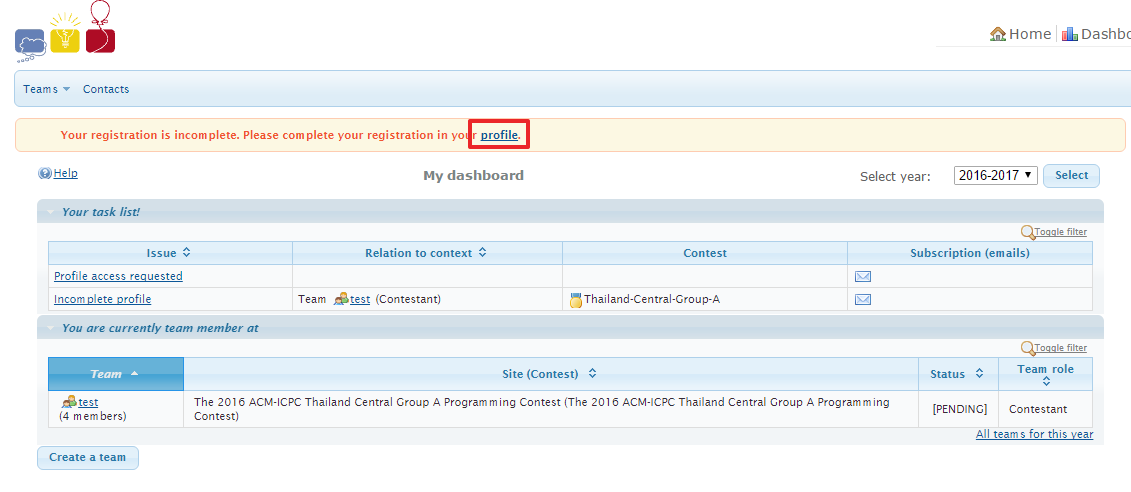 Home Dashbo
Teams Contacts
Your registration is incomplete. Please complete your registration in your profile.
Help My dashboard Select year: 2016-2017 Select
Your task list!
Toggle filter
Issue Relation to context Contest Subscription (emails)
Profile access requested
Incomplete profile Team test (Contestant) Thailand-Central-Group-A
You are currently team member at
Toggle filter
Team Site (Contest) Status Team role
test
(4 members)
The 2016 ACM-ICPC Thailand Central Group A Programming Contest (The 2016 ACM-ICPC Thailand Central Group A Programming
Contest)
[PENDING] Contestant
All teams for this year
Create a team